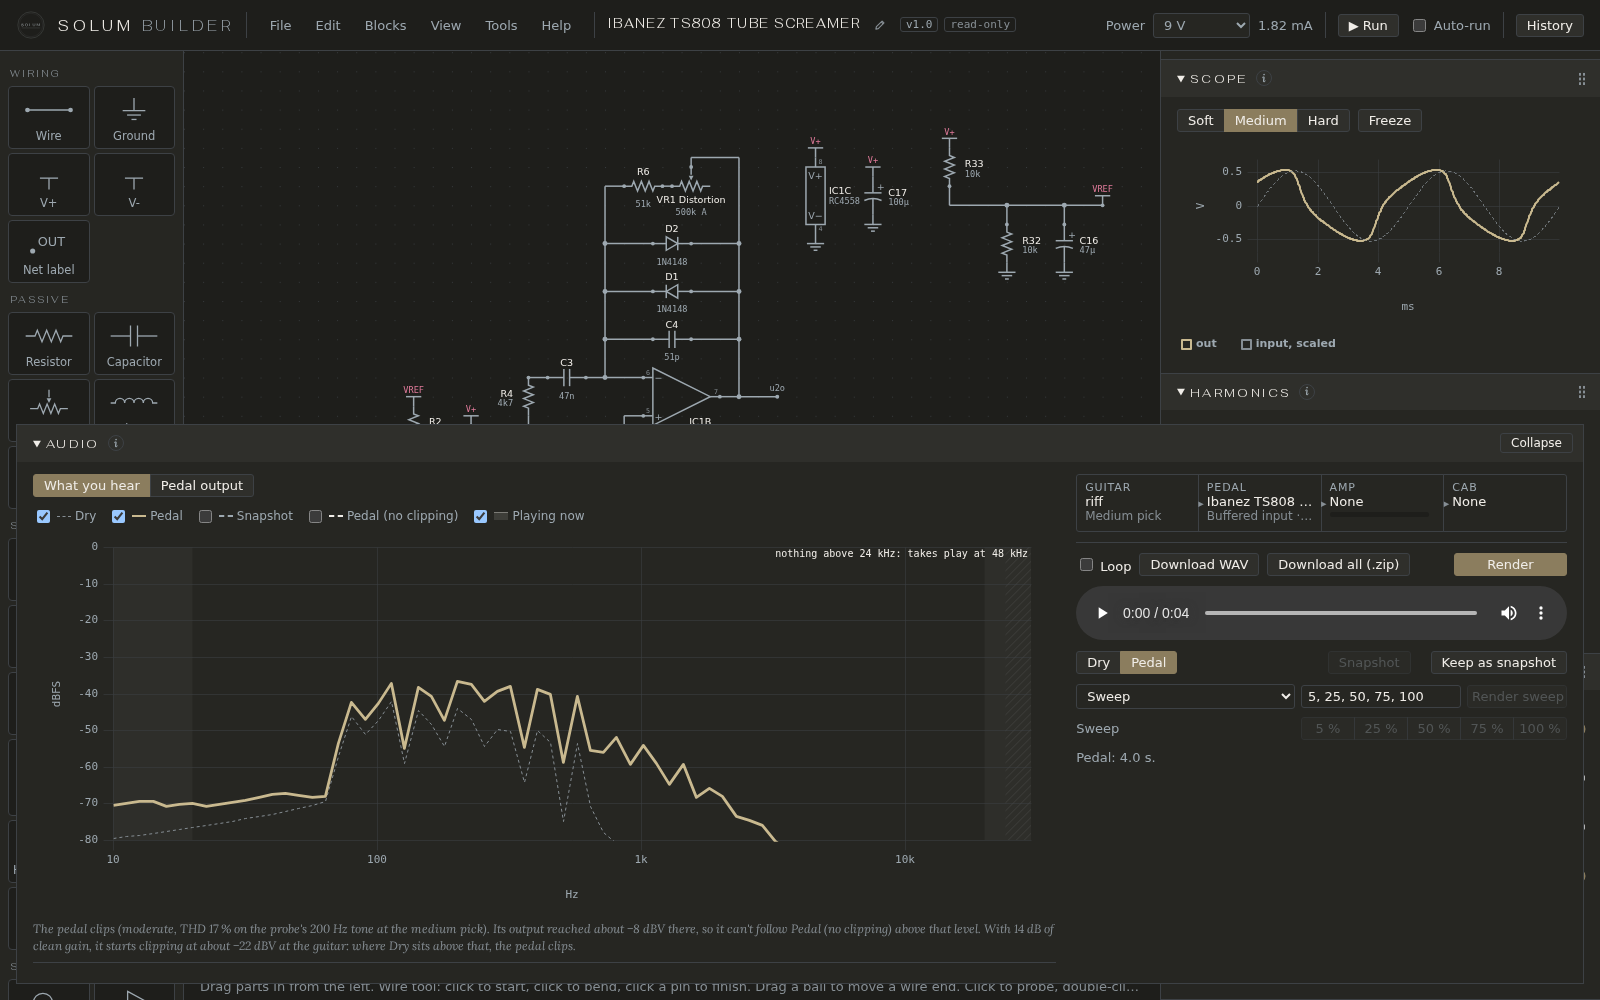 SOLUM BUILDER
File Edit Blocks View Tools Help
IBANEZ TS808 TUBE SCREAMER
v1.0 read-only
Power 9 V 1.82 mA
▶ Run
Auto-run
History
WIRING
Wire
Ground
V+
V-
OUT
Net label
PASSIVE
Resistor
Capacitor
R6
51k
VR1 Distortion
500k A
D2
1N4148
D1
1N4148
C4
51p
C3
47n
R4
4k7
VREF
R2
V+
6
5
7
IC1B
u2o
V+
8
V+
V−
4
IC1C
RC4558
V+
C17
100µ
V+
R33
10k
VREF
R32
10k
C16
47µ
SCOPE i
Soft Medium Hard Freeze
0.5
0
-0.5
V
0 2 4 6 8
ms
out input, scaled
HARMONICS i
AUDIO i
Collapse
What you hear Pedal output
Dry Pedal Snapshot Pedal (no clipping) Playing now
nothing above 24 kHz: takes play at 48 kHz
0
-10
-20
-30
-40
-50
-60
-70
-80
dBFS
10 100 1k 10k
Hz
The pedal clips (moderate, THD 17 % on the probe's 200 Hz tone at the medium pick). Its output reached about −8 dBV there, so it can't follow Pedal (no clipping) above that level. With 14 dB of
clean gain, it starts clipping at about −22 dBV at the guitar: where Dry sits above that, the pedal clips.
GUITAR
riff
Medium pick
PEDAL
Ibanez TS808 ...
Buffered input ·...
AMP
None
CAB
None
Loop Download WAV Download all (.zip) Render
0:00 / 0:04
Dry Pedal Snapshot Keep as snapshot
Sweep 5, 25, 50, 75, 100 Render sweep
Sweep 5 % 25 % 50 % 75 % 100 %
Pedal: 4.0 s.
Drag parts in from the left. Wire tool: click to start, click to bend, click a pin to finish. Drag a ball to move a wire end. Click to probe, double-cli...